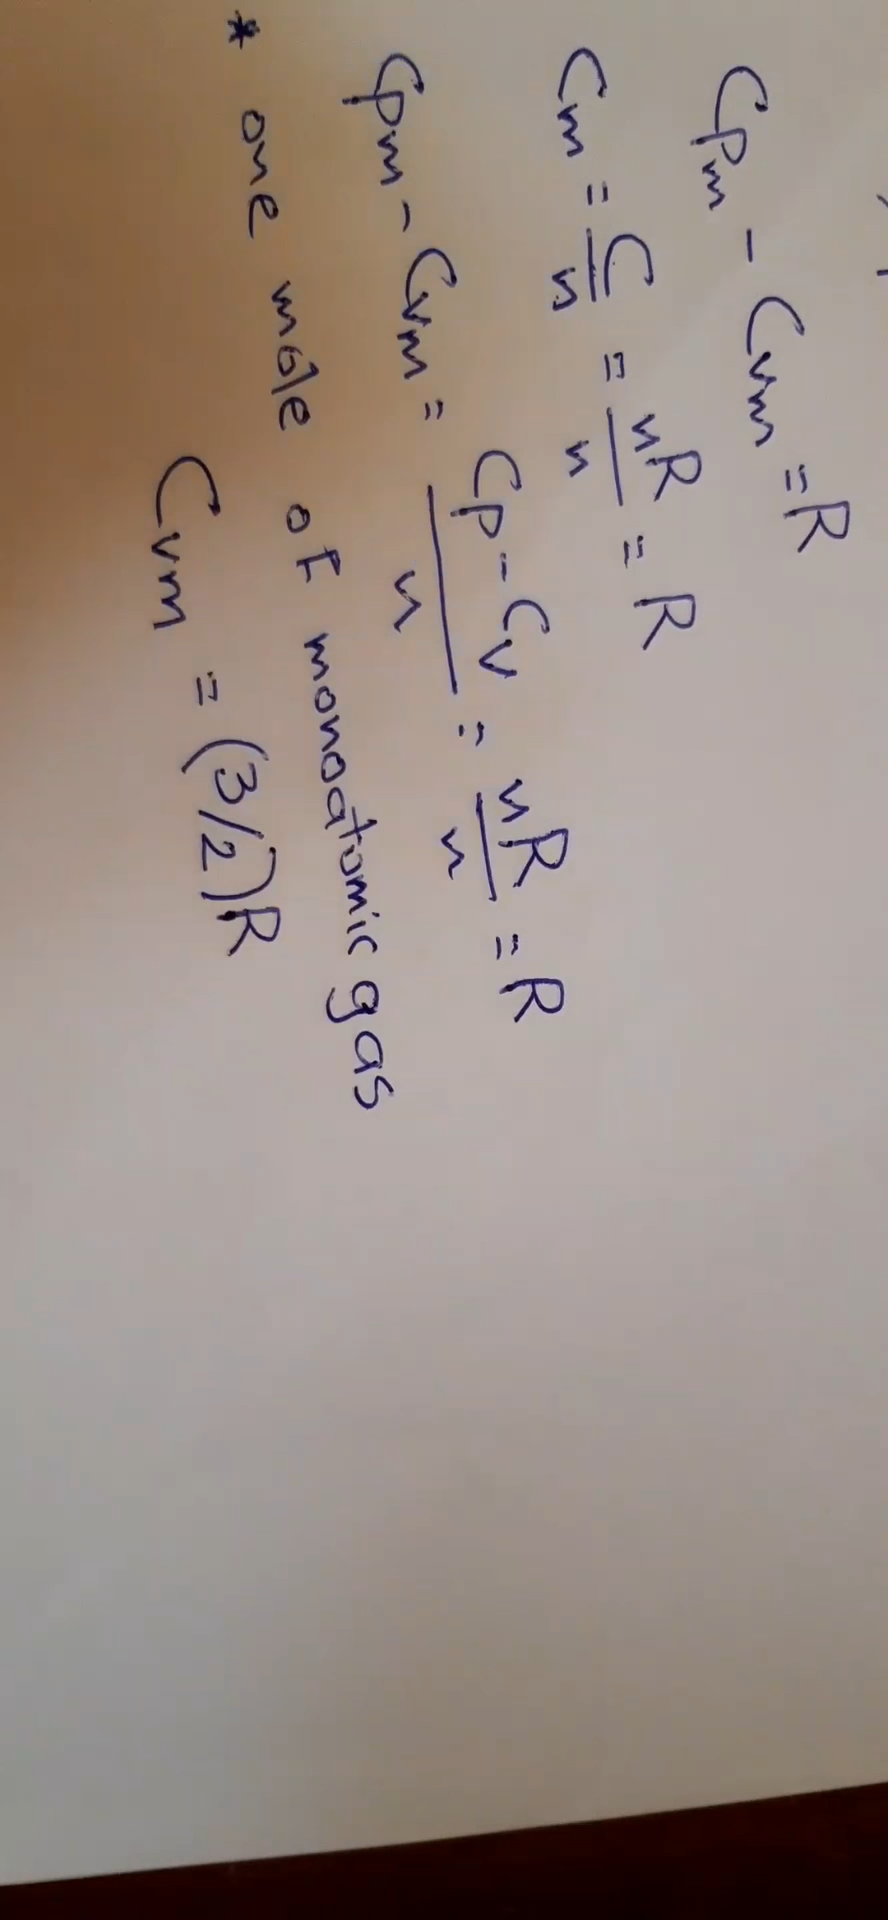 Cpm - Cvm = R
Cm = C/n = nR/n = R
Cpm - Cvm = Cp - Cv/n = nR/n = R
* one mole of monoatomic gas
Cvm = (3/2)R